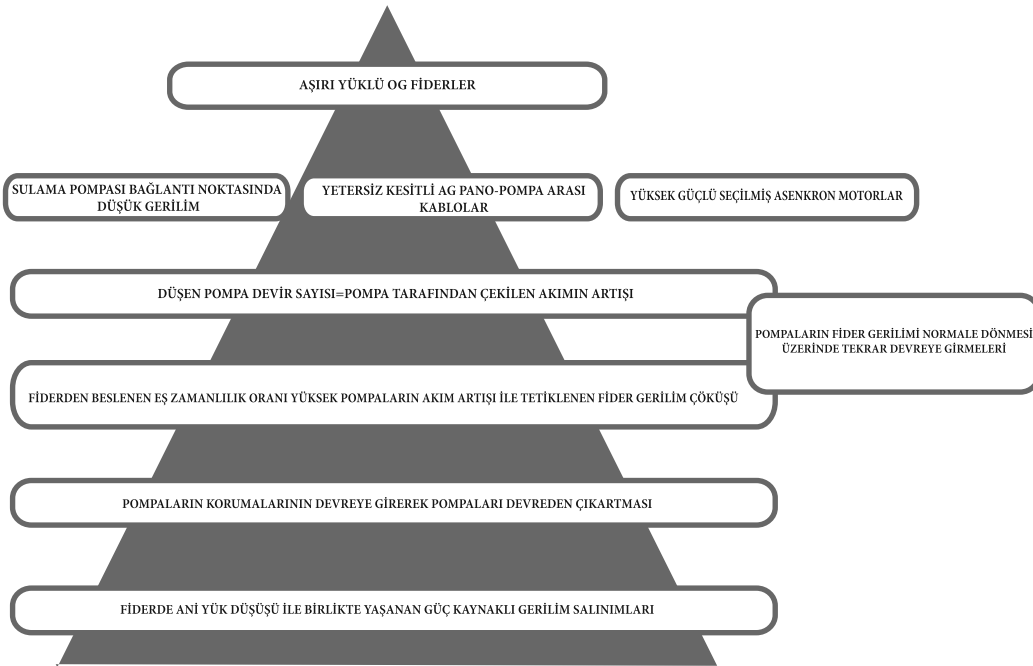 AŞIRI YÜKLÜ OG FİDERLER
SULAMA POMPASI BAĞLANTI NOKTASINDA
DÜŞÜK GERİLİM
YETERSİZ KESİTLİ AG PANO-POMPA ARASI
KABLOLAR
YÜKSEK GÜÇLÜ SEÇİLMİŞ ASENKRON MOTORLAR
DÜŞEN POMPA DEVİR SAYISI=POMPA TARAFINDAN ÇEKİLEN AKIMIN ARTIŞI
POMPALARIN FİDER GERİLİMİ NORMALE DÖNMESİ
ÜZERİNDE TEKRAR DEVREYE GİRMELERİ
FİDERDEN BESLENEN EŞ ZAMANLILIK ORANI YÜKSEK POMPALARIN AKIM ARTIŞI İLE TETİKLENEN FİDER GERİLİM ÇÖKÜŞÜ
POMPALARIN KORUMALARININ DEVREYE GİREREK POMPALARI DEVREDEN ÇIKARTMASI
FİDERDE ANİ YÜK DÜŞÜŞÜ İLE BİRLİKTE YAŞANAN GÜÇ KAYNAKLI GERİLİM SALINIMLARI